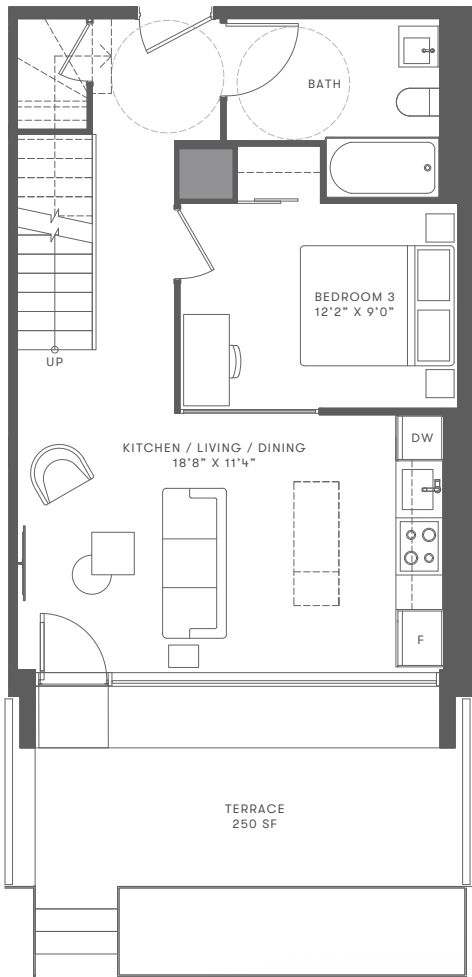 BATH
BEDROOM 3
12'2" X 9'0"
UP
KITCHEN / LIVING / DINING
18'8" X 11'4"
DW
F
TERRACE
250 SF